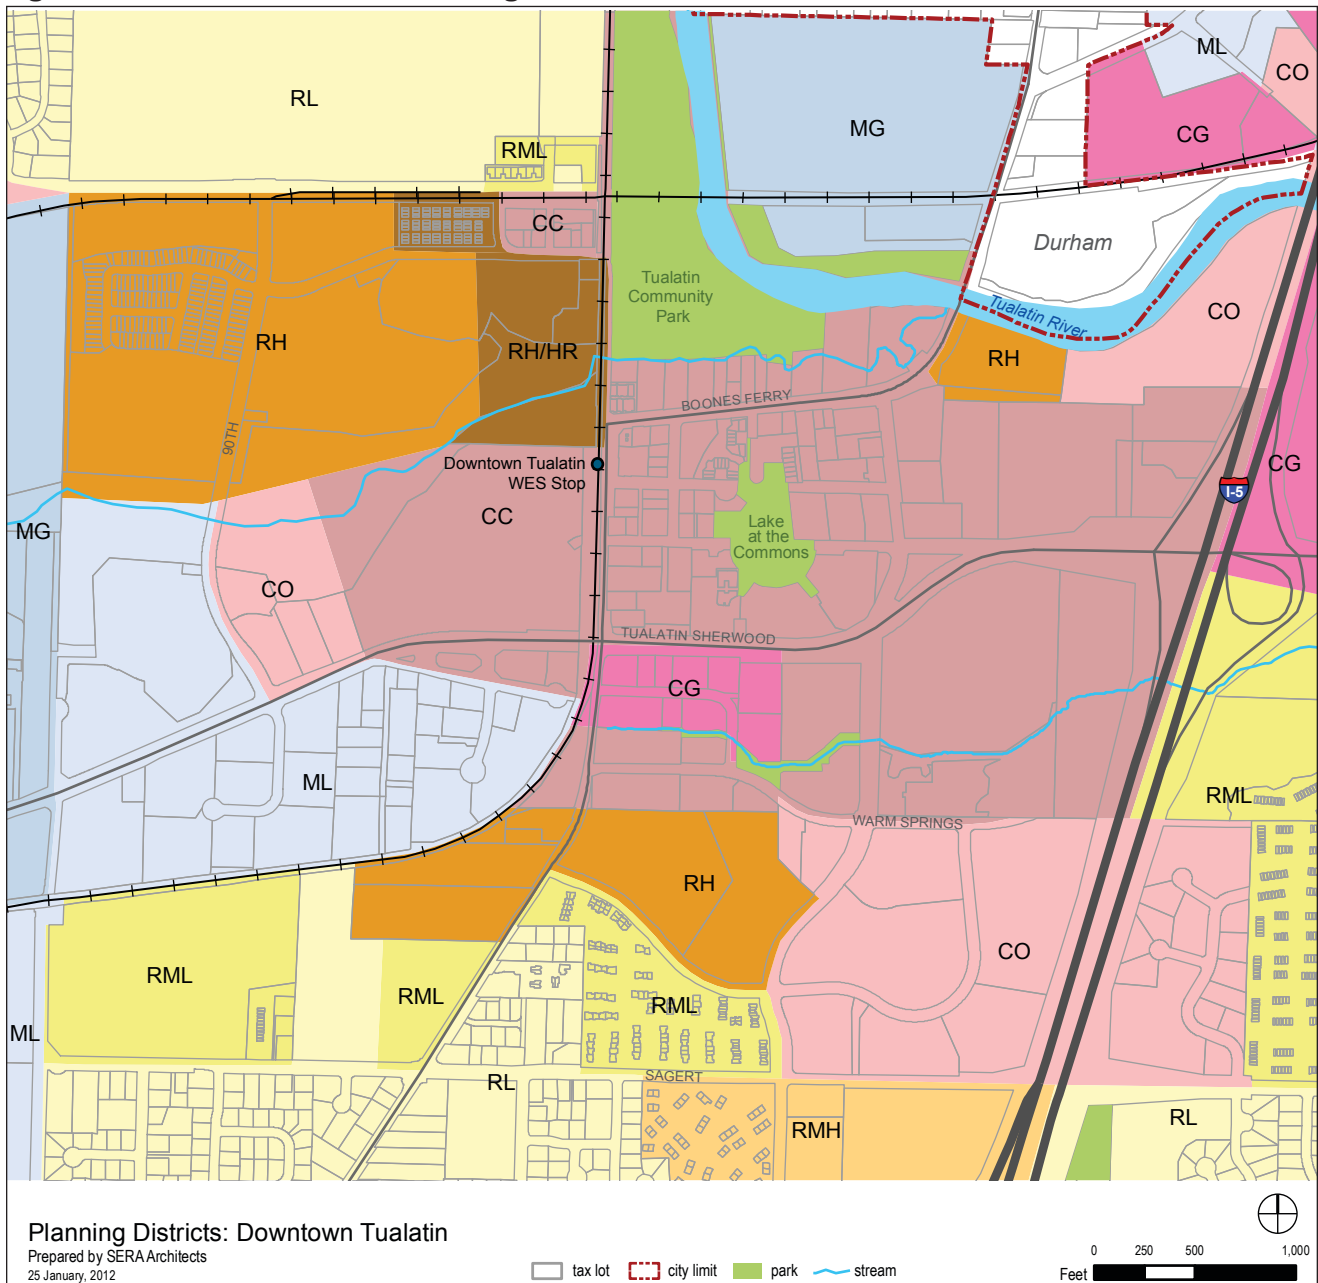 RL
RML
MG
ML
CO
CG
CC
Durham
Tualatin
Community
Park
Tualatin River
CO
RH
RH/HR
RH
BOONES FERRY
90TH
Downtown Tualatin
WES Stop
CG
I-5
MG
CC
Lake
at the
Commons
CO
TUALATIN SHERWOOD
CG
ML
RML
WARM SPRINGS
RH
CO
RML
RML
RML
ML
RL
SAGERT
RMH
RL
Planning Districts: Downtown Tualatin
Prepared by SERA Architects
25 January, 2012
tax lot
city limit
park
stream
0 250 500 1,000
Feet